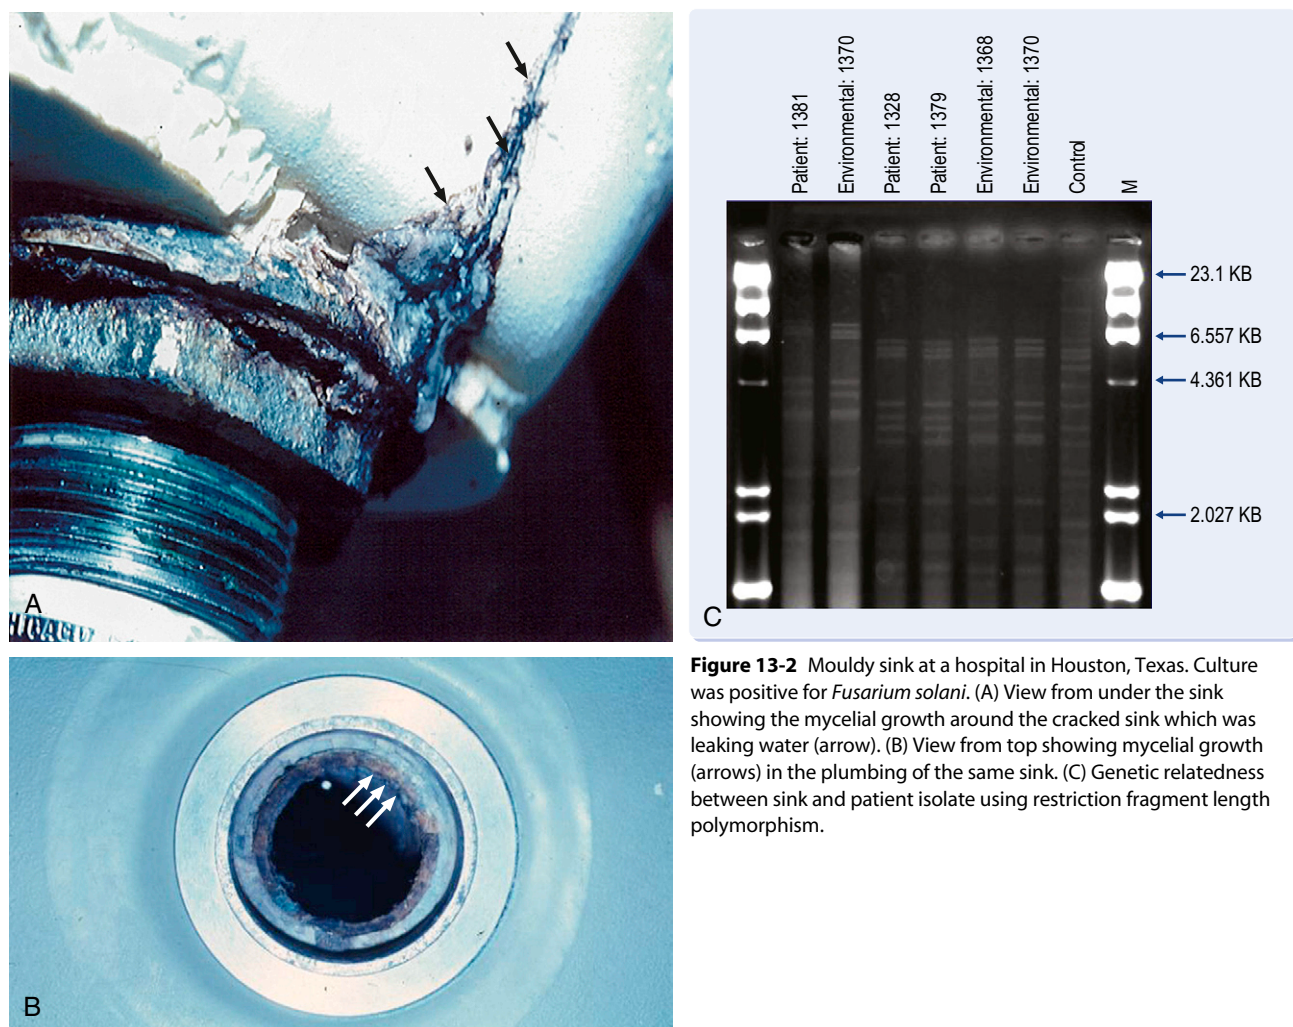 A
HICAGO
B
Patient: 1381
Environmental: 1370
Patient: 1328
Patient: 1379
Environmental: 1368
Environmental: 1370
Control
M
23.1 KB
6.557 KB
4.361 KB
2.027 KB
C
Figure 13-2 Mouldy sink at a hospital in Houston, Texas. Culture
was positive for Fusarium solani. (A) View from under the sink
showing the mycelial growth around the cracked sink which was
leaking water (arrow). (B) View from top showing mycelial growth
(arrows) in the plumbing of the same sink. (C) Genetic relatedness
between sink and patient isolate using restriction fragment length
polymorphism.